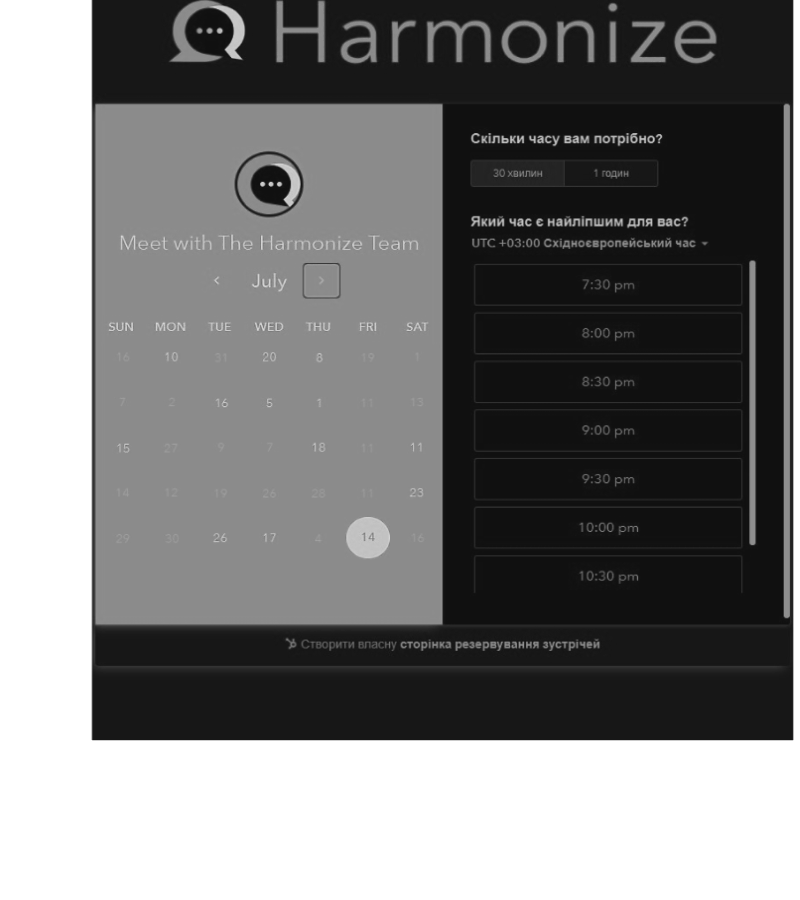 Harmonize
Meet with The Harmonize Team
July
SUN MON TUE WED THU FRI SAT
16 10 31 20 8 19 1
7 2 16 5 1 11 13
15 27 9 7 18 11 11
14 12 19 26 28 11 23
29 30 26 17 4 14 16
Скільки часу вам потрібно?
30 хвилин 1 годин
Який час є найліпшим для вас?
UTC +03:00 Східноєвропейський час
7:30 pm
8:00 pm
8:30 pm
9:00 pm
9:30 pm
10:00 pm
10:30 pm
Створити власну сторінка резервування зустрічей